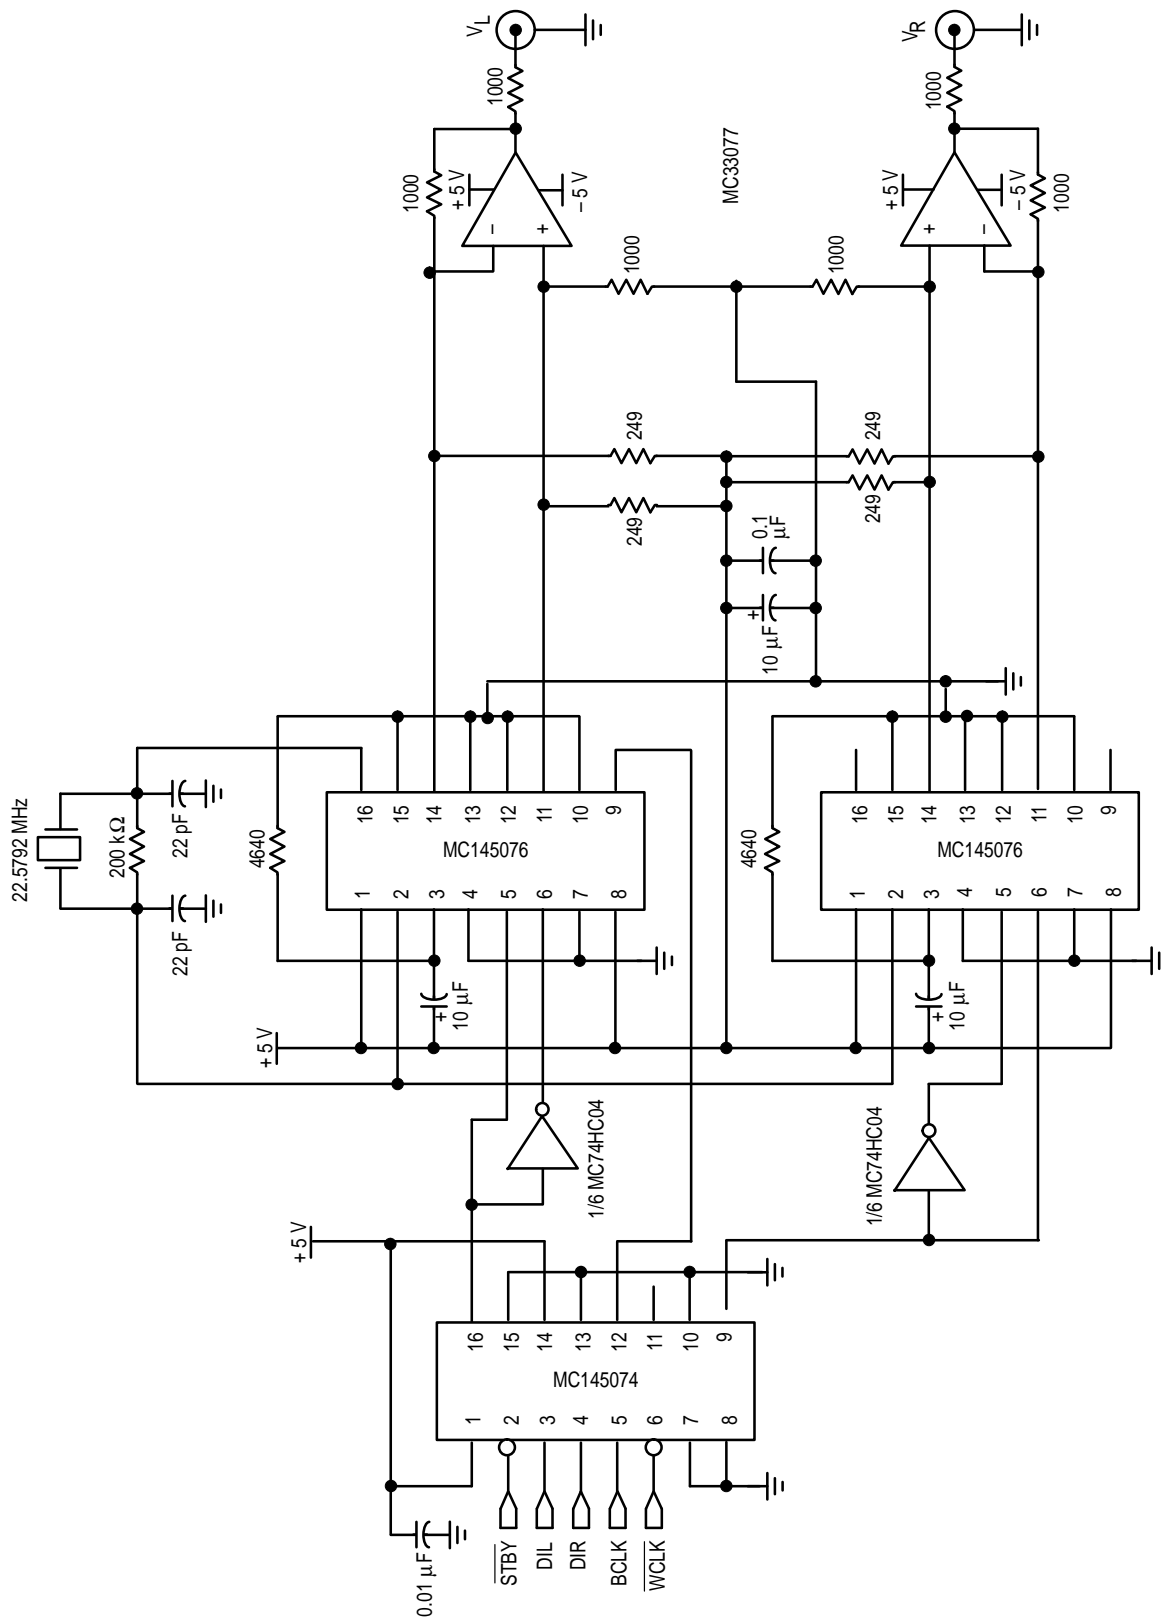 VL
1000
1000
+ 5 V
– 5 V
–
+
VR
1000
MC33077
+ 5 V
– 5 V
1000
+
–
1000
1000
249
249
249
249
0.1
µF
+
10 µF
22.5792 MHz
200 kΩ
22 pF
22 pF
4640
16 15 14 13 12 11 10 9
MC145076
1 2 3 4 5 6 7 8
+
10 µF
+ 5 V
4640
16 15 14 13 12 11 10 9
MC145076
1 2 3 4 5 6 7 8
+
10 µF
1/6 MC74HC04
1/6 MC74HC04
+ 5 V
16 15 14 13 12 11 10 9
MC145074
1 2 3 4 5 6 7 8
0.01 µF
STBY
DIL
DIR
BCLK
WCLK